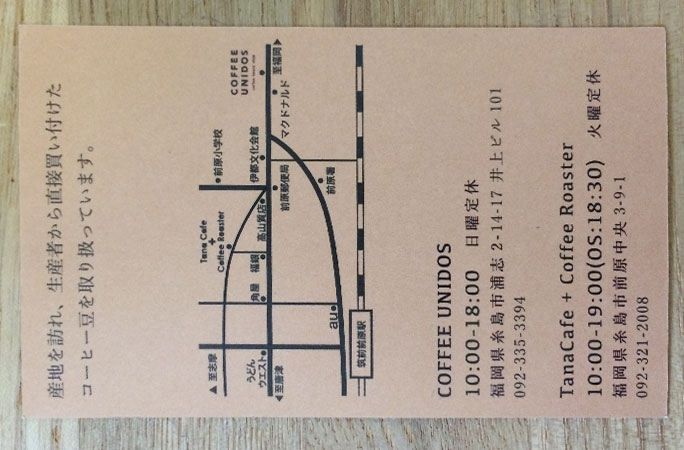 産地を訪れ、生産者から直接買い付けた
コーヒー豆を取り扱っています。
▲ 至志摩
Tana Cafe
+
Coffee Roaster
前原小学校
COFFEE
UNIDOS
うどん
ウエスト
角屋
福銀
高山質店
伊都文化会館
至福岡▶
◀至唐津
前原郵便局
マクドナルド
au
前原署
筑前前原駅
COFFEE UNIDOS
10:00-18:00 日曜定休
福岡県糸島市浦志 2-14-17 井上ビル 101
092-335-3394
TanaCafe + Coffee Roaster
10:00-19:00(OS:18:30) 火曜定休
福岡県糸島市前原中央 3-9-1
092-321-2008